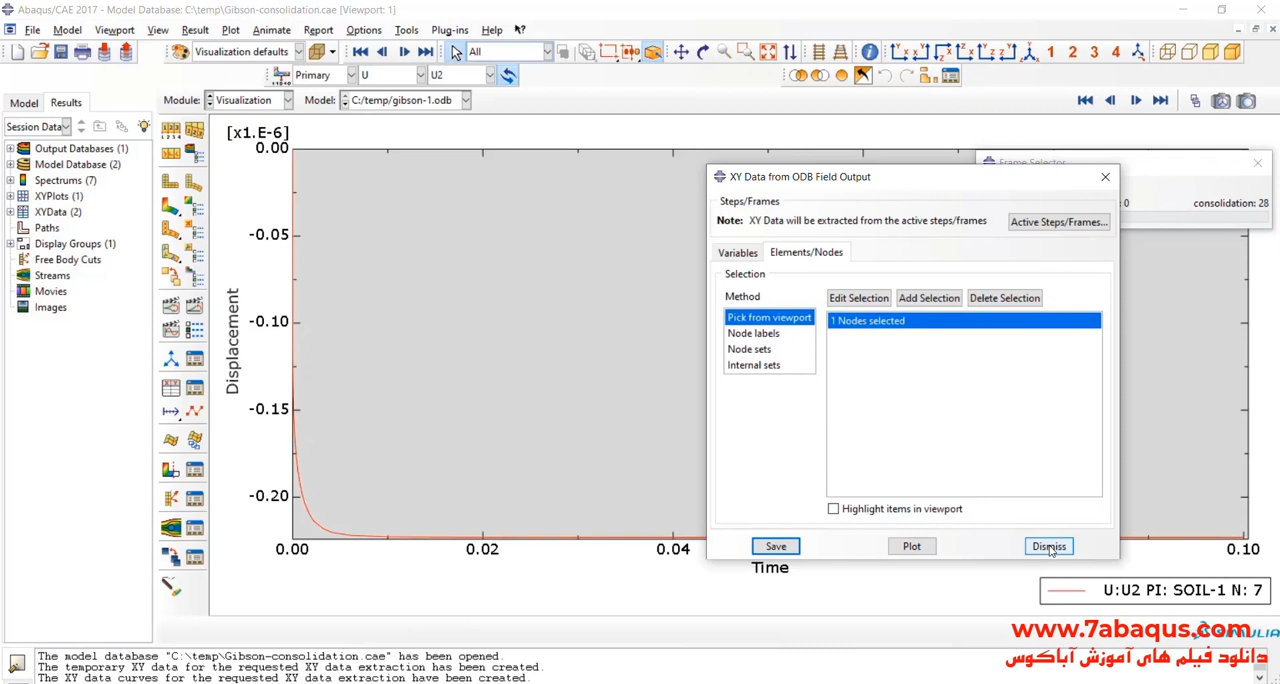 Abaqus/CAE 2017 - Model Database: C:\temp\Gibson-consolidation.cae [Viewport: 1]
File Model Viewport View Result Plot Animate Report Options Tools Plug-ins Help
Visualization defaults All 1 2 3 4
Primary U U2
Model Results Module: Visualization Model: C:/temp/gibson-1.odb
Session Data
Output Databases (1)
Model Database (2)
Spectrums (7)
XYPlots (1)
XYData (2)
Paths
Display Groups (1)
Free Body Cuts
Streams
Movies
Images
[x1.E-6]
0.00
-0.05
-0.10
-0.15
-0.20
Displacement
0.00 0.02 0.04 0.10
Time
U:U2 PI: SOIL-1 N: 7
Frame Selector
: 0 consolidation: 28
XY Data from ODB Field Output
Steps/Frames
Note: XY Data will be extracted from the active steps/frames Active Steps/Frames...
Variables Elements/Nodes
Selection
Method Edit Selection Add Selection Delete Selection
Pick from viewport 1 Nodes selected
Node labels
Node sets
Internal sets
Highlight items in viewport
Save Plot Dismiss
www.7abaqus.com
دانلود فیلم های آموزش آباکوس
The model database "C:\temp\Gibson-consolidation.cae" has been opened.
The temporary XY data for the requested XY data extraction has been created.
The XY data curves for the requested XY data extraction have been created.